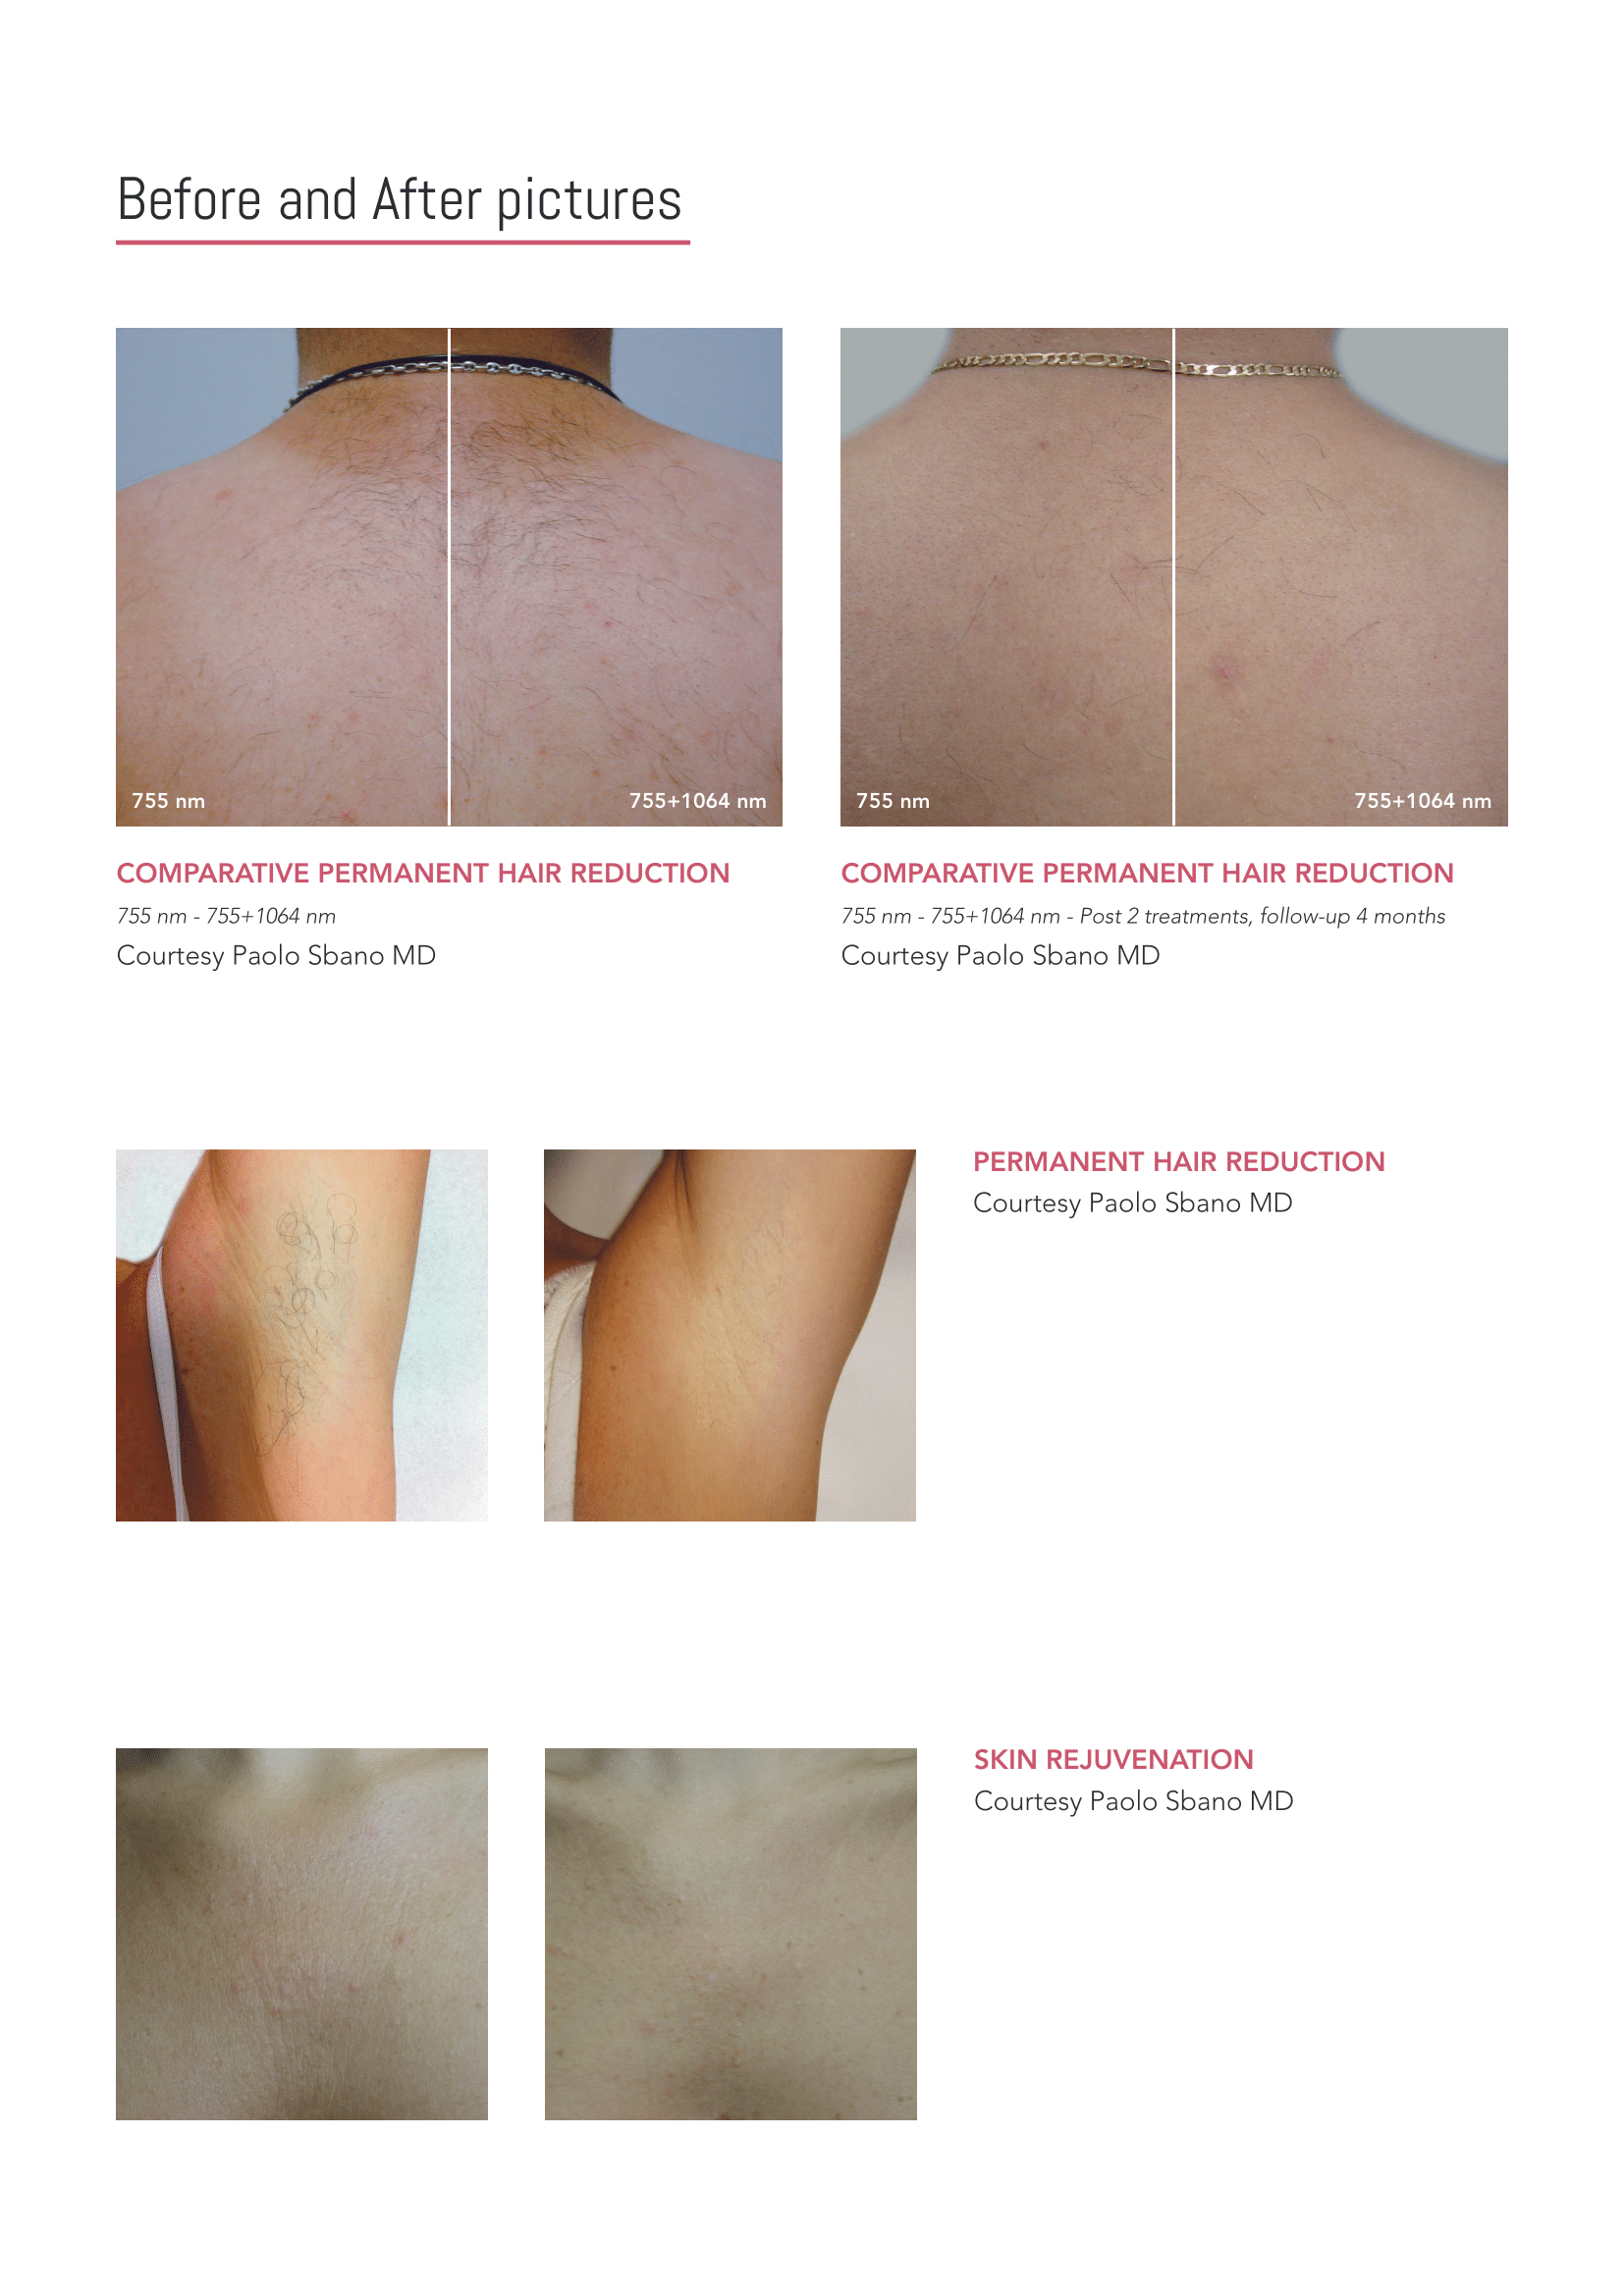 Before and After pictures
755 nm
755+1064 nm
755 nm
755+1064 nm
COMPARATIVE PERMANENT HAIR REDUCTION
755 nm - 755+1064 nm
Courtesy Paolo Sbano MD
COMPARATIVE PERMANENT HAIR REDUCTION
755 nm - 755+1064 nm - Post 2 treatments, follow-up 4 months
Courtesy Paolo Sbano MD
PERMANENT HAIR REDUCTION
Courtesy Paolo Sbano MD
SKIN REJUVENATION
Courtesy Paolo Sbano MD